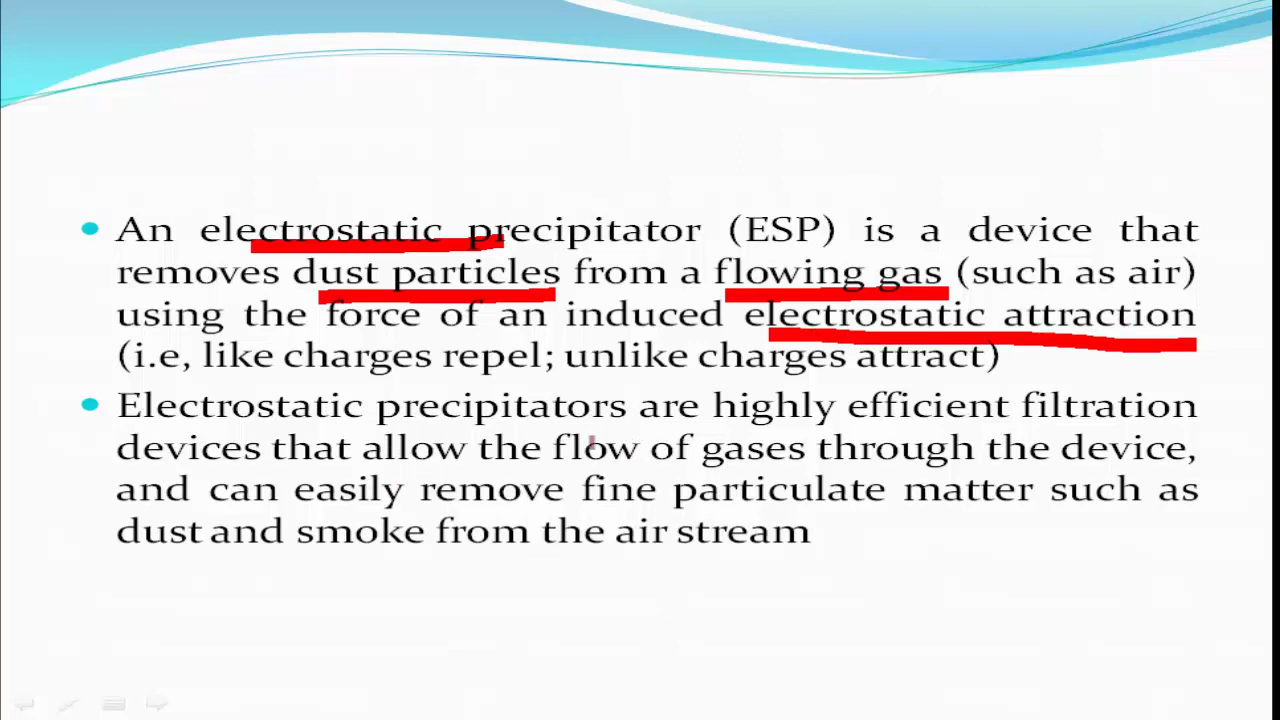 An electrostatic precipitator (ESP) is a device that
removes dust particles from a flowing gas (such as air)
using the force of an induced electrostatic attraction
(i.e, like charges repel; unlike charges attract)
Electrostatic precipitators are highly efficient filtration
devices that allow the flow of gases through the device,
and can easily remove fine particulate matter such as
dust and smoke from the air stream